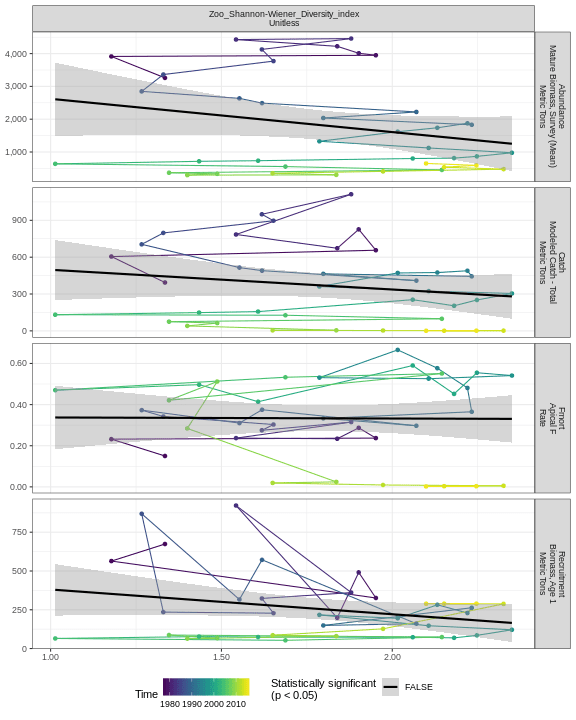 Zoo_Shannon-Wiener_Diversity_index
Unitless
4,000
3,000
2,000
1,000
Abundance
Mature Biomass, Survey (Mean)
Metric Tons
900
600
300
0
Catch
Modeled Catch - Total
Metric Tons
0.60
0.40
0.20
0.00
Fmort
Apical F
Rate
750
500
250
0
Recruitment
Biomass, Age 1
Metric Tons
1.00
1.50
2.00
Time
1980 1990 2000 2010
Statistically significant
(p < 0.05)
FALSE